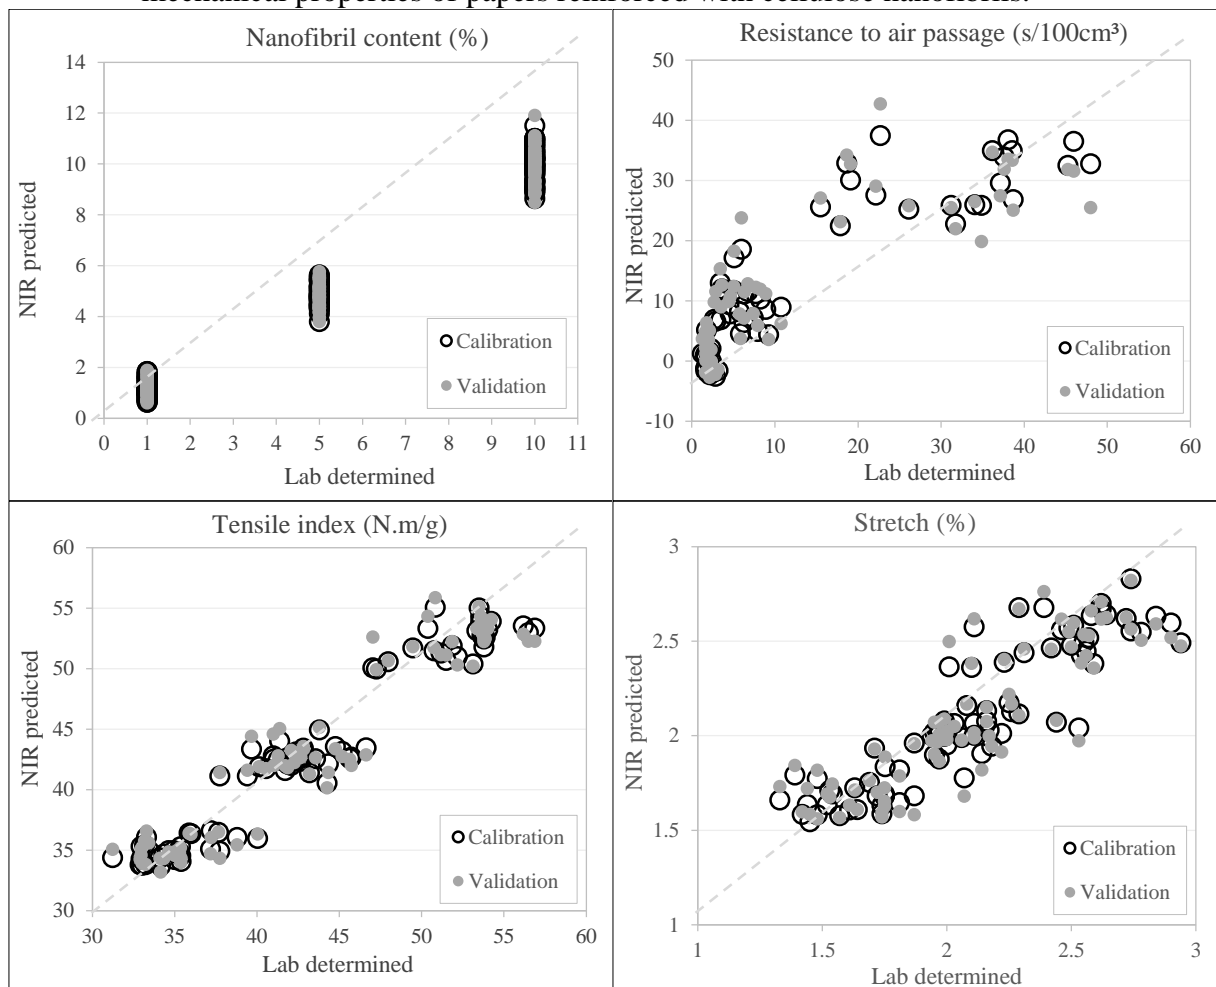 mechanical properties of papers reinforced with cellulose nanofibrils.
Nanofibril content (%)
NIR predicted
14
12
10
8
6
4
2
0
0 1 2 3 4 5 6 7 8 9 10 11
Lab determined
Calibration
Validation
Resistance to air passage (s/100cm³)
NIR predicted
50
40
30
20
10
0
-10
0 10 20 30 40 50 60
Lab determined
Calibration
Validation
Tensile index (N.m/g)
NIR predicted
60
55
50
45
40
35
30
30 35 40 45 50 55 60
Lab determined
Calibration
Validation
Stretch (%)
NIR predicted
3
2.5
2
1.5
1
1 1.5 2 2.5 3
Lab determined
Calibration
Validation